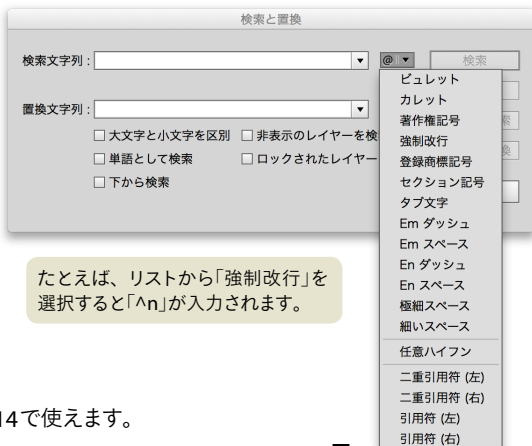 検索と置換
検索文字列 :
@
検索
置換文字列 :
大文字と小文字を区別
非表示のレイヤーを検
索
単語として検索
ロックされたレイヤー
換
下から検索
ビュレット
カレット
著作権記号
強制改行
登録商標記号
セクション記号
タブ文字
Em ダッシュ
Em スペース
En ダッシュ
En スペース
極細スペース
細いスペース
任意ハイフン
二重引用符 (左)
二重引用符 (右)
引用符 (左)
引用符 (右)
たとえば、リストから「強制改行」を
選択すると「^n」が入力されます。
14で使えます。